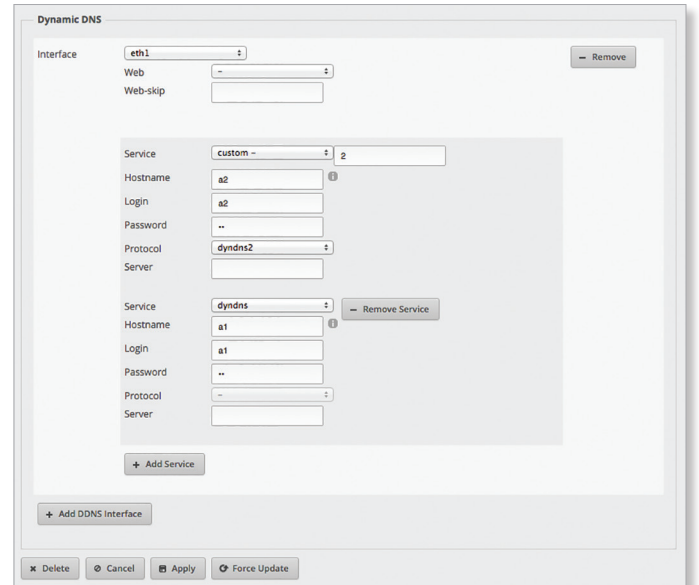 Dynamic DNS
Interface eth1 − Remove
Web -
Web-skip
Service custom - 2
Hostname a2
Login a2
Password ••
Protocol dyndns2
Server
Service dyndns − Remove Service
Hostname a1
Login a1
Password ••
Protocol -
Server
+ Add Service
+ Add DDNS Interface
Delete Cancel Apply Force Update